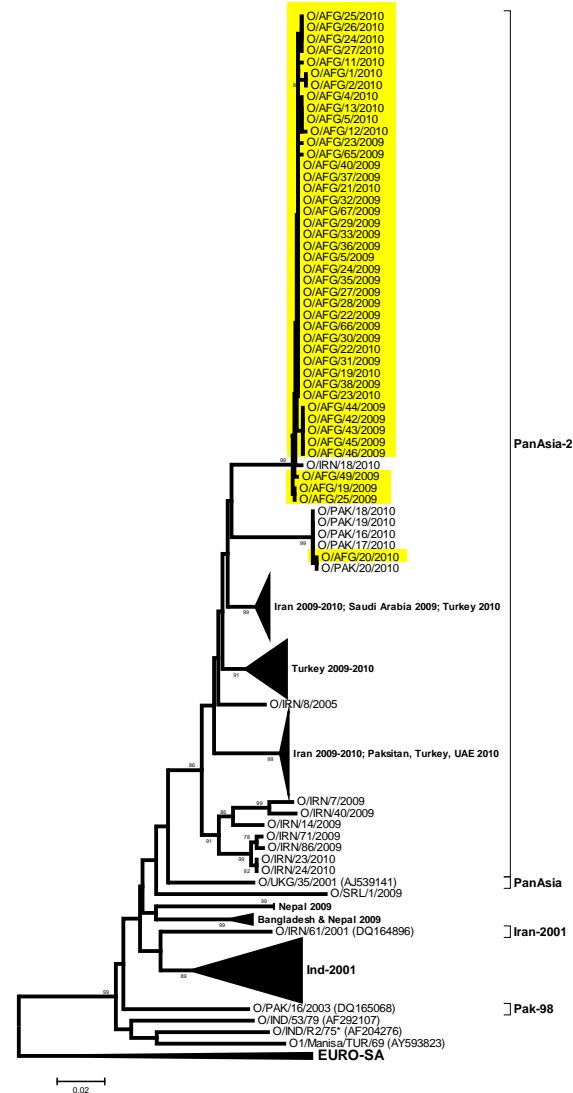 O/AFG/25/2010
O/AFG/26/2010
O/AFG/24/2010
O/AFG/27/2010
O/AFG/11/2010
O/AFG/1/2010
O/AFG/2/2010
O/AFG/4/2010
O/AFG/13/2010
O/AFG/5/2010
O/AFG/12/2010
O/AFG/23/2009
O/AFG/65/2009
O/AFG/40/2009
O/AFG/37/2009
O/AFG/21/2010
O/AFG/32/2009
O/AFG/67/2009
O/AFG/29/2009
O/AFG/33/2009
O/AFG/36/2009
O/AFG/5/2009
O/AFG/24/2009
O/AFG/35/2009
O/AFG/27/2009
O/AFG/28/2009
O/AFG/22/2009
O/AFG/66/2009
O/AFG/30/2009
O/AFG/22/2010
O/AFG/31/2009
O/AFG/19/2010
O/AFG/38/2009
O/AFG/23/2010
O/AFG/44/2009
O/AFG/42/2009
O/AFG/43/2009
O/AFG/45/2009
O/AFG/46/2009
PanAsia-2
99
O/IRN/18/2010
O/AFG/49/2009
O/AFG/19/2009
O/AFG/25/2009
O/PAK/18/2010
O/PAK/19/2010
O/PAK/16/2010
99
O/PAK/17/2010
O/AFG/20/2010
O/PAK/20/2010
Iran 2009-2010; Saudi Arabia 2009; Turkey 2010
99
Turkey 2009-2010
91
O/IRN/8/2005
Iran 2009-2010; Paksitan, Turkey, UAE 2010
99
86
O/IRN/7/2009
99
O/IRN/40/2009
86
O/IRN/14/2009
91
78
O/IRN/71/2009
O/IRN/86/2009
99
O/IRN/23/2010
92
O/IRN/24/2010
O/UKG/35/2001 (AJ539141)
PanAsia
O/SRL/1/2009
99
Nepal 2009
Bangladesh & Nepal 2009
99
O/IRN/61/2001 (DQ164896)
Iran-2001
Ind-2001
89
99
O/PAK/16/2003 (DQ165068)
Pak-98
O/IND/53/79 (AF292107)
O/IND/R2/75* (AF204276)
O1/Manisa/TUR/69 (AY593823)
EURO-SA
0.02